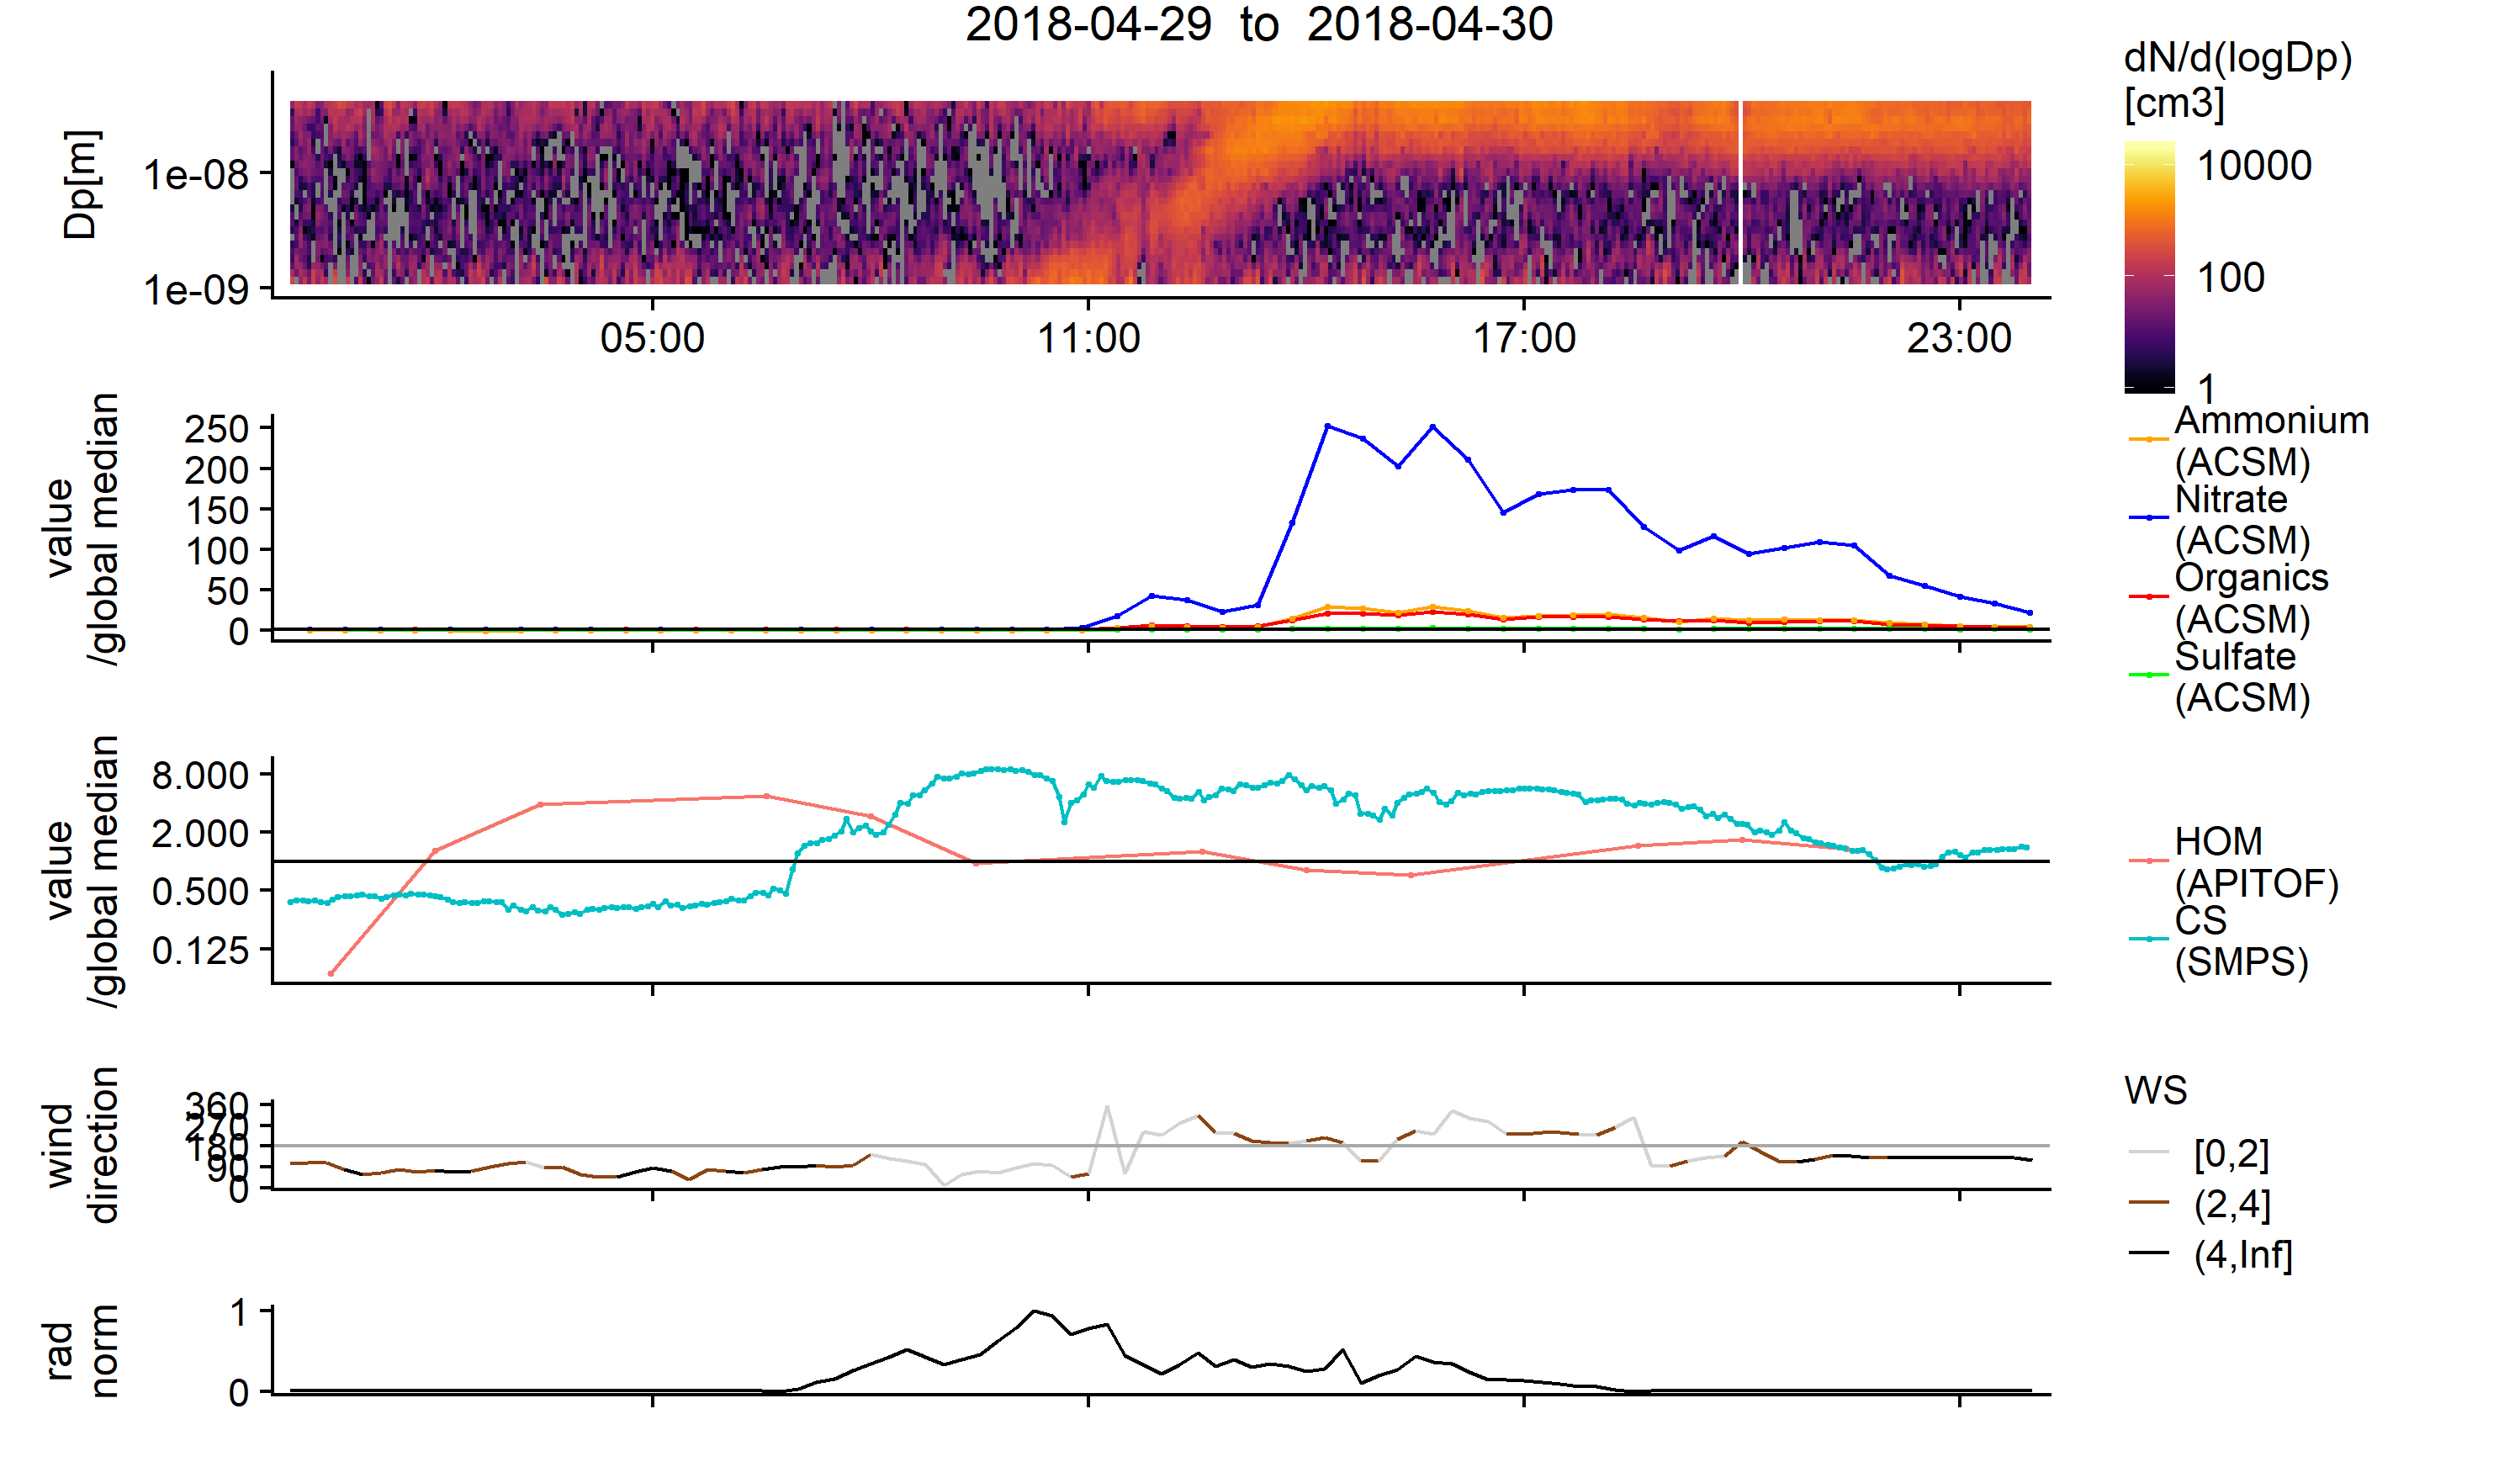 2018-04-29 to 2018-04-30
dN/d(logDp)
[cm3]
10000
100
1
Dp[m]
1e-08
1e-09
05:00
11:00
17:00
23:00
value
/global median
250
200
150
100
50
0
Ammonium
(ACSM)
Nitrate
(ACSM)
Organics
(ACSM)
Sulfate
(ACSM)
value
/global median
8.000
2.000
0.500
0.125
HOM
(APITOF)
CS
(SMPS)
wind
direction
360
270
180
90
0
WS
[0,2]
(2,4]
(4,Inf]
rad
norm
1
0